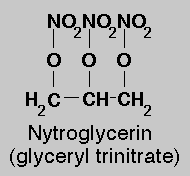 NO₂NO₂NO₂
O O O
H₂C–CH–CH₂
Nytroglycerin
(glyceryl trinitrate)